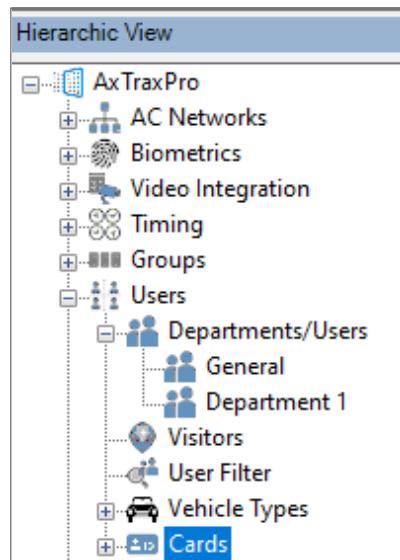 Hierarchic View
AxTraxPro
AC Networks
Biometrics
Video Integration
Timing
Groups
Users
Departments/Users
General
Department 1
Visitors
User Filter
Vehicle Types
Cards